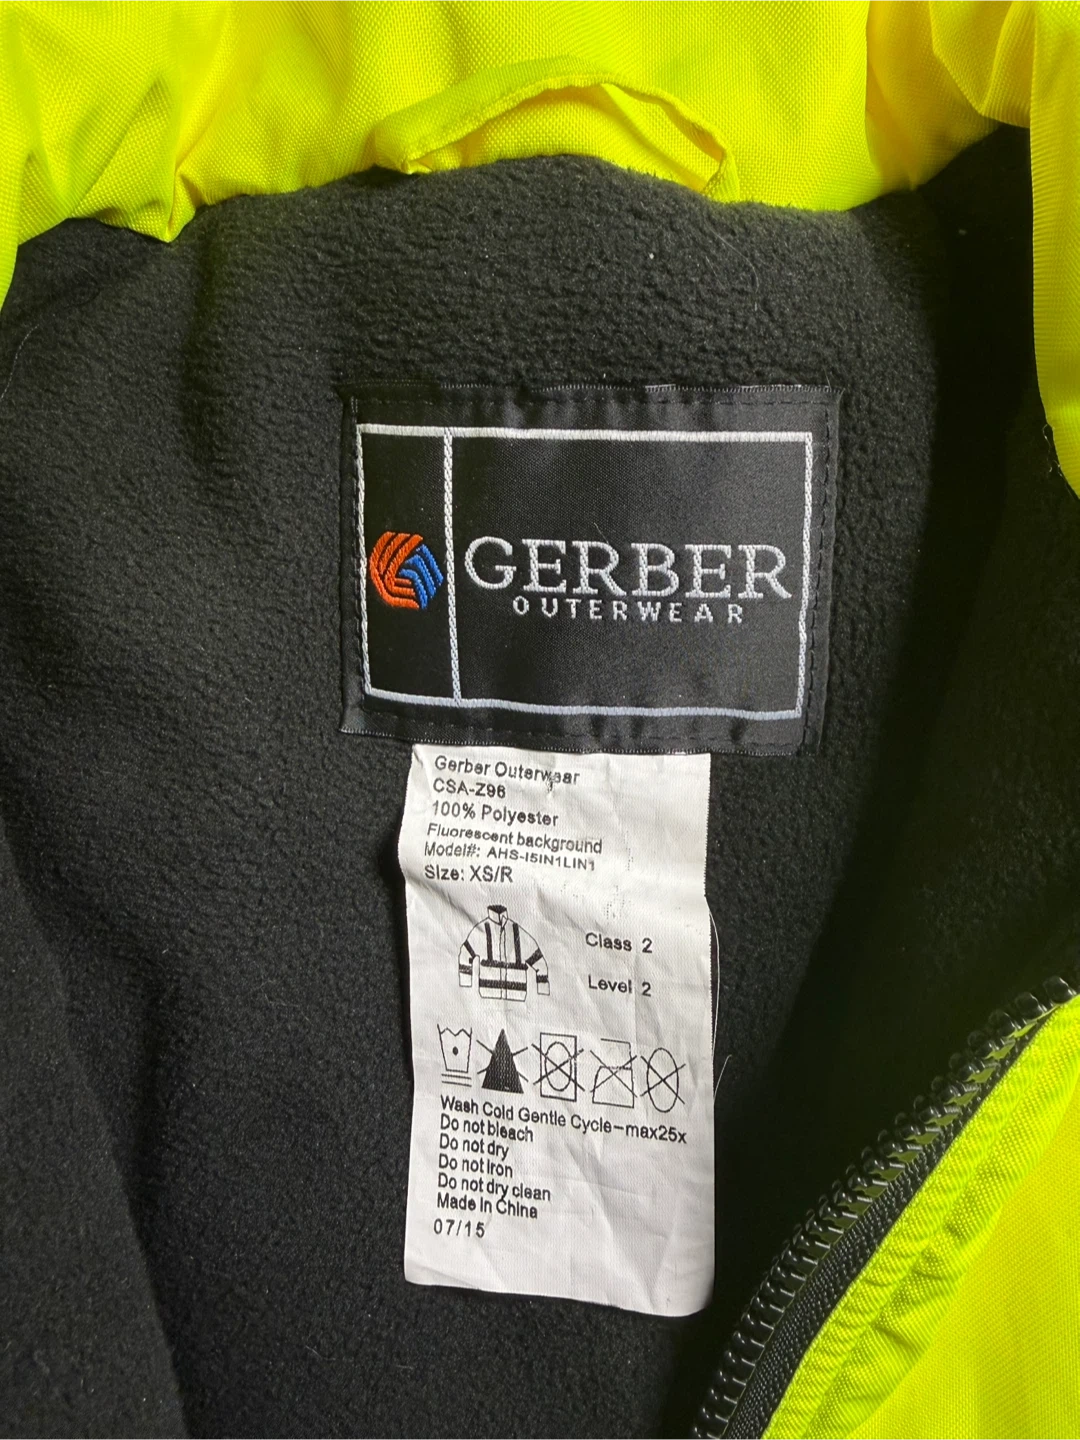 GERBER
OUTERWEAR
Gerber Outerwear
CSA-Z96
100% Polyester
Fluorescent background
Model#: AHS-I5IN1LIN1
Size: XS/R
Class 2
Level 2
Wash Cold Gentle Cycle-max25x
Do not bleach
Do not dry
Do not iron
Do not dry clean
Made in China
07/15